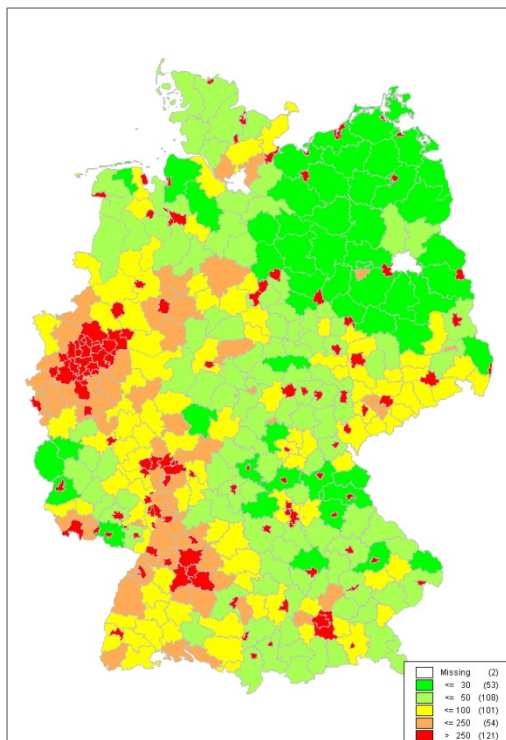 Missing (2)
<= 30 (53)
<= 50 (108)
<= 100 (101)
<= 250 (54)
> 250 (121)